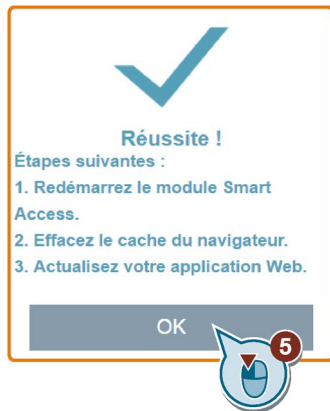 Réussite !
Étapes suivantes :
1. Redémarrez le module Smart
Access.
2. Effacez le cache du navigateur.
3. Actualisez votre application Web.
OK
5